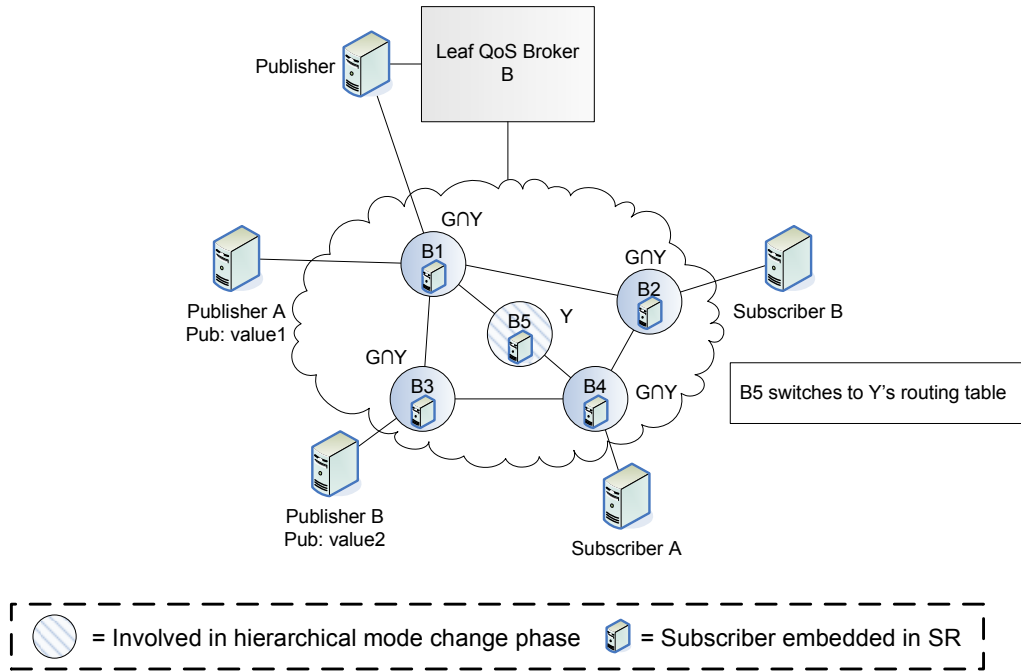 Leaf QoS Broker
B
Publisher
G∩Y
B1
G∩Y
B2
Publisher A
Pub: value1
Subscriber B
B5
Y
G∩Y
B3
B4
G∩Y
B5 switches to Y's routing table
Publisher B
Pub: value2
Subscriber A
= Involved in hierarchical mode change phase
= Subscriber embedded in SR